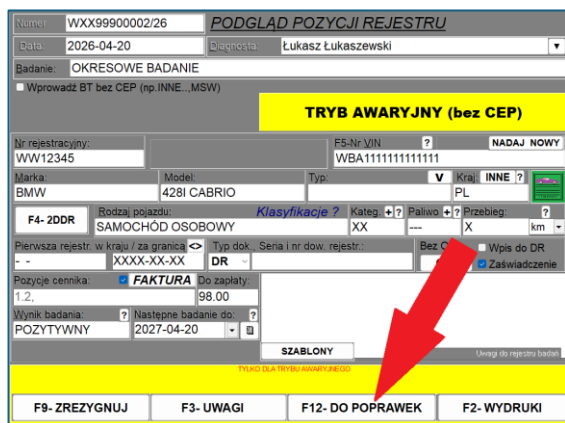 Numer: WXX99900002/26 PODGLĄD POZYCJI REJESTRU
Data: 2026-04-20 Diagnosta: Łukasz Łukaszewski
Badanie: OKRESOWE BADANIE
Wprowadź BT bez CEP (np.INNE..,MSW)
TRYB AWARYJNY (bez CEP)
Nr rejestracyjny: F5-Nr VIN ? NADAJ NOWY
WW12345 WBA1111111111111
Marka: Model: Typ: V Kraj: INNE ?
BMW 428I CABRIO PL
F4- 2DDR Rodzaj pojazdu: Klasyfikacje ? Kateg. + ? Paliwo + ? Przebieg: ?
SAMOCHÓD OSOBOWY XX --- X km
Pierwsza rejestr. w kraju / za granicą <> Typ dok., Seria i nr dow. rejestr.: Bez Wpis do DR
- - XXXX-XX-XX DR Zaświadczenie
Pozycje cennika: FAKTURA Do zapłaty:
1.2, 98.00
Wynik badania: ? Następne badanie do: ?
POZYTYWNY 2027-04-20
SZABLONY Uwagi do rejestru badań
TYLKO DLA TRYBU AWARYJNEGO
F9- ZREZYGNUJ F3- UWAGI F12- DO POPRAWEK F2- WYDRUKI